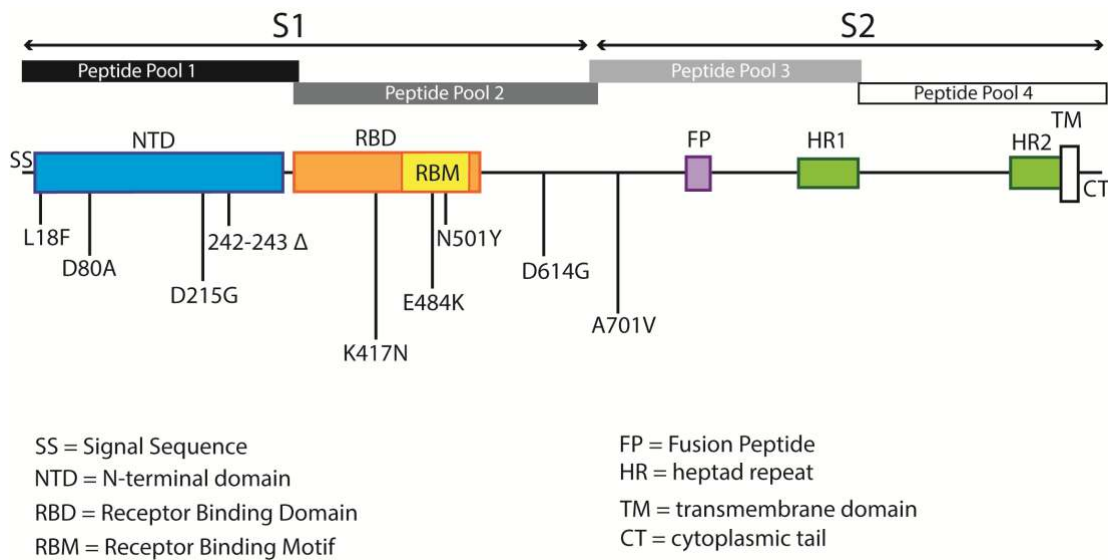 S1 S2
Peptide Pool 1
Peptide Pool 2
Peptide Pool 3
Peptide Pool 4
SS
NTD
RBD
RBM
FP
HR1
HR2
TM
CT
L18F
D80A
D215G
242-243 Δ
K417N
E484K
N501Y
D614G
A701V
SS = Signal Sequence
NTD = N-terminal domain
RBD = Receptor Binding Domain
RBM = Receptor Binding Motif
FP = Fusion Peptide
HR = heptad repeat
TM = transmembrane domain
CT = cytoplasmic tail